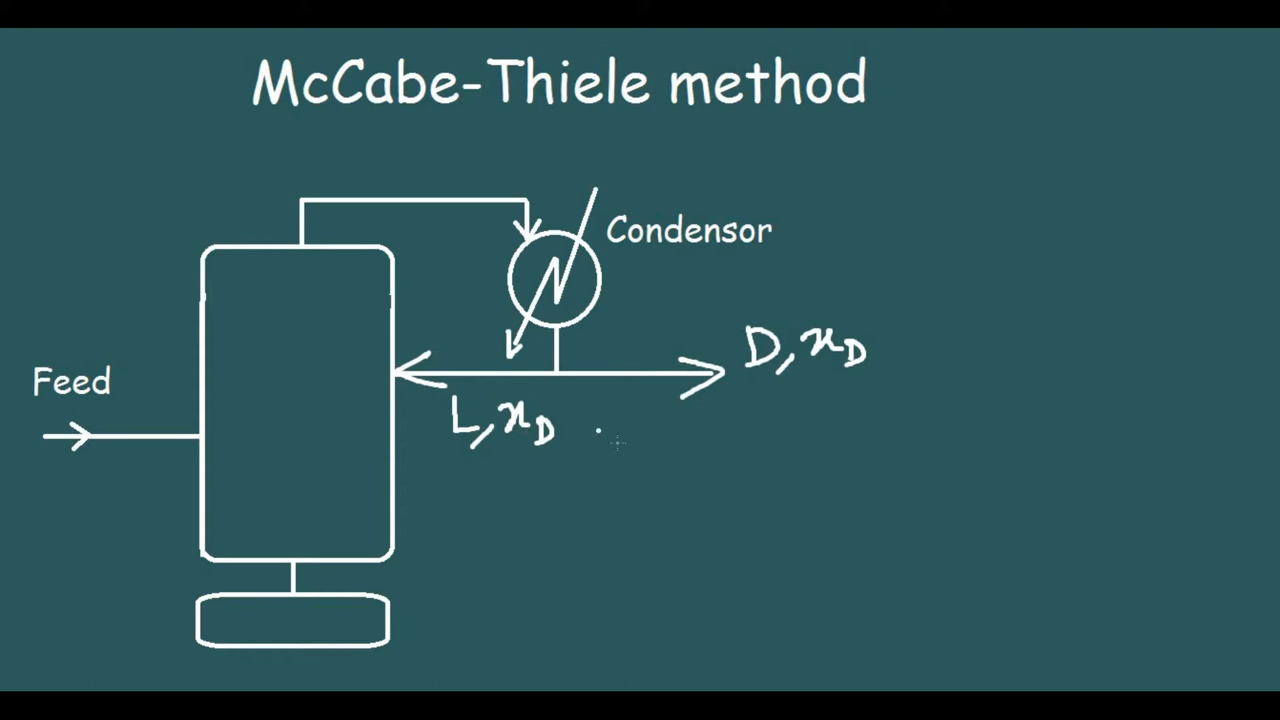 McCabe-Thiele method
Condensor
D, xD
Feed
L, xD